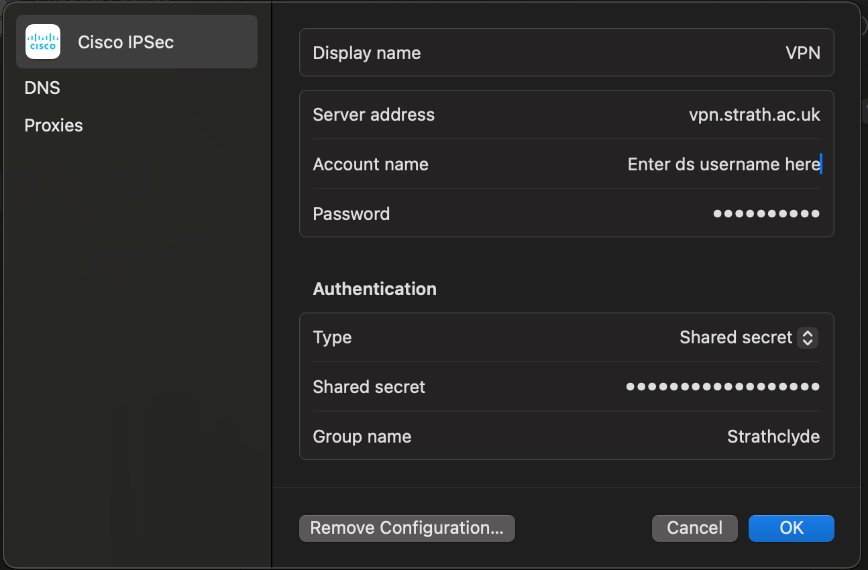 cisco Cisco IPSec
DNS
Proxies
Display name VPN
Server address vpn.strath.ac.uk
Account name Enter ds username here
Password ●●●●●●●●●●
Authentication
Type Shared secret
Shared secret ●●●●●●●●●●●●●●●●●●
Group name Strathclyde
Remove Configuration... Cancel OK